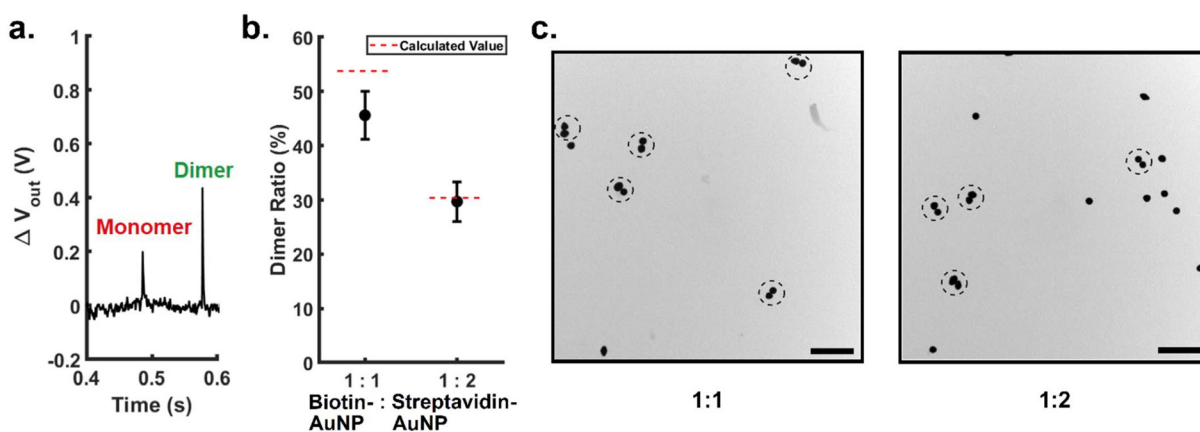 a.
1
0.8
0.6
0.4
0.2
0
-0.2
Δ Vout (V)
Monomer
Dimer
0.4 0.5 0.6
Time (s)
b.
60
50
40
30
20
10
0
Dimer Ratio (%)
Calculated Value
1 : 1 1 : 2
Biotin- : Streptavidin-
AuNP AuNP
c.
1:1
1:2